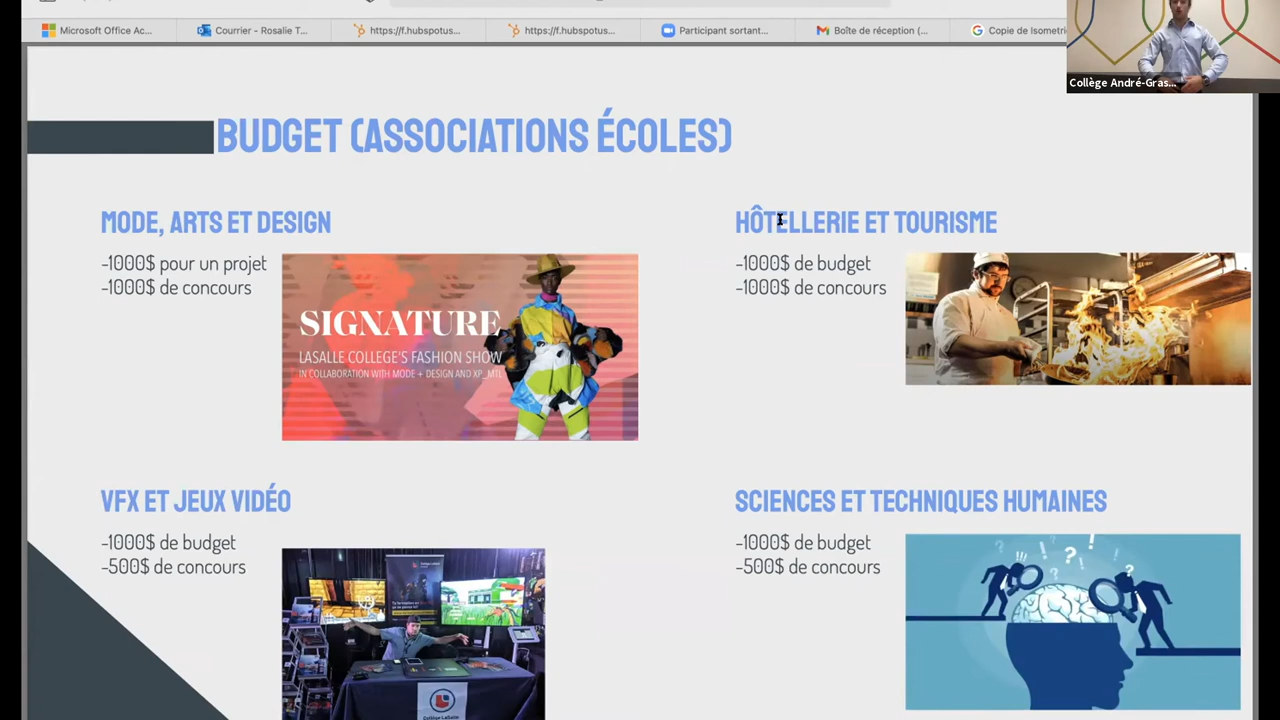 Microsoft Office Ac...
Courrier - Rosalie T...
https://f.hubspotus...
https://f.hubspotus...
Participant sortant...
Boîte de réception (...
Copie de Isometri
Collège André-Gras...
BUDGET (ASSOCIATIONS ÉCOLES)
MODE, ARTS ET DESIGN
-1000$ pour un projet
-1000$ de concours
SIGNATURE
LASALLE COLLEGE'S FASHION SHOW
IN COLLABORATION WITH MODE + DESIGN AND XP_MTL
HÔTELLERIE ET TOURISME
-1000$ de budget
-1000$ de concours
VFX ET JEUX VIDÉO
-1000$ de budget
-500$ de concours
Collège LaSalle
SCIENCES ET TECHNIQUES HUMAINES
-1000$ de budget
-500$ de concours